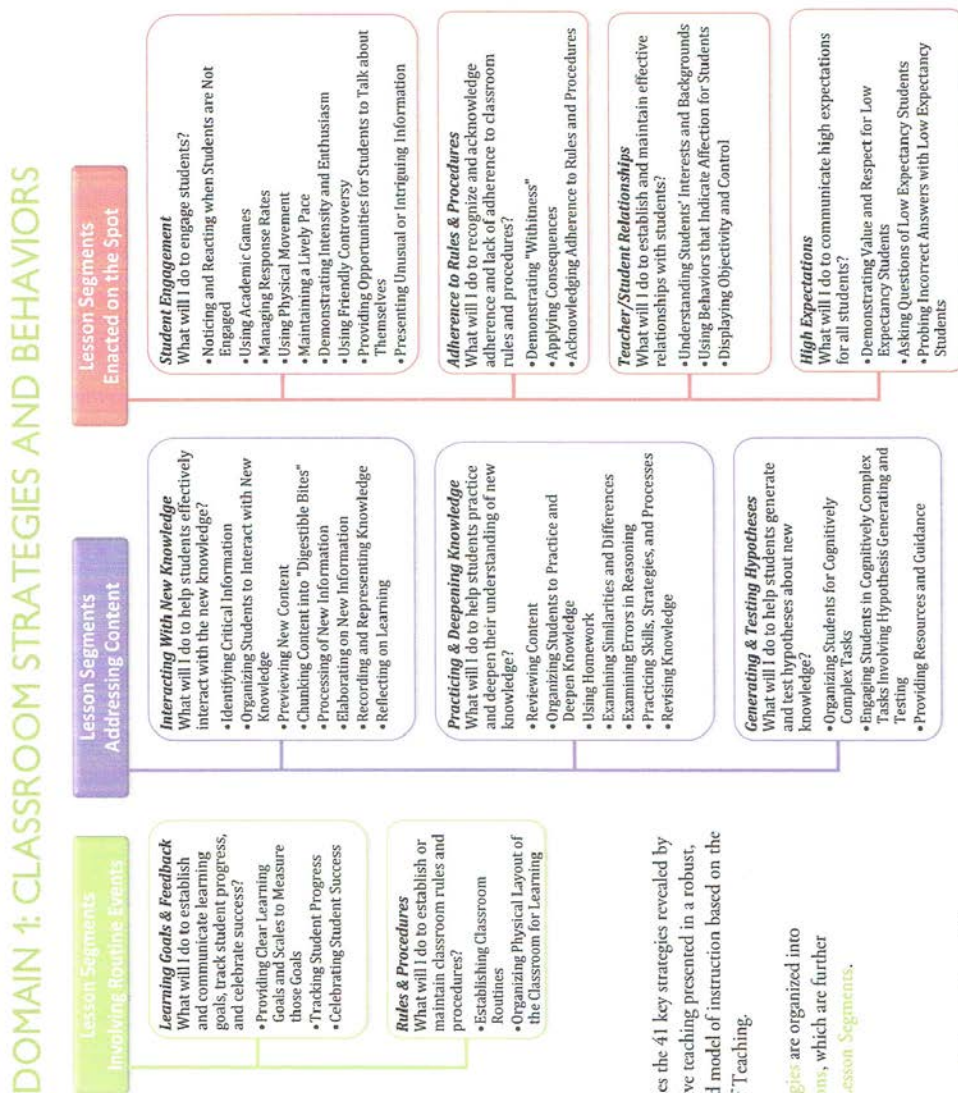 DOMAIN 1: CLASSROOM STRATEGIES AND BEHAVIORS
Lesson Segments
Involving Routine Events
Learning Goals & Feedback
What will I do to establish
and communicate learning
goals, track student progress,
and celebrate success?
•Providing Clear Learning
Goals and Scales to Measure
those Goals
•Tracking Student Progress
•Celebrating Student Success
Rules & Procedures
What will I do to establish or
maintain classroom rules and
procedures?
•Establishing Classroom
Routines
•Organizing Physical Layout of
the Classroom for Learning
Lesson Segments
Addressing Content
Interacting With New Knowledge
What will I do to help students effectively
interact with the new knowledge?
•Identifying Critical Information
•Organizing Students to Interact with New
Knowledge
•Previewing New Content
•Chunking Content into "Digestible Bites"
•Processing of New Information
•Elaborating on New Information
•Recording and Representing Knowledge
•Reflecting on Learning
Practicing & Deepening Knowledge
What will I do to help students practice
and deepen their understanding of new
knowledge?
•Reviewing Content
•Organizing Students to Practice and
Deepen Knowledge
•Using Homework
•Examining Similarities and Differences
•Examining Errors in Reasoning
•Practicing Skills, Strategies, and Processes
•Revising Knowledge
Generating & Testing Hypotheses
What will I do to help students generate
and test hypotheses about new
knowledge?
•Organizing Students for Cognitively
Complex Tasks
•Engaging Students in Cognitively Complex
Tasks Involving Hypothesis Generating and
Testing
•Providing Resources and Guidance
Lesson Segments
Enacted on the Spot
Student Engagement
What will I do to engage students?
•Noticing and Reacting when Students are Not
Engaged
•Using Academic Games
•Managing Response Rates
•Using Physical Movement
•Maintaining a Lively Pace
•Demonstrating Intensity and Enthusiasm
•Using Friendly Controversy
•Providing Opportunities for Students to Talk about
Themselves
•Presenting Unusual or Intriguing Information
Adherence to Rules & Procedures
What will I do to recognize and acknowledge
adherence and lack of adherence to classroom
rules and procedures?
•Demonstrating "Withitness"
•Applying Consequences
•Acknowledging Adherence to Rules and Procedures
Teacher/Student Relationships
What will I do to establish and maintain effective
relationships with students?
•Understanding Students' Interests and Backgrounds
•Using Behaviors that Indicate Affection for Students
•Displaying Objectivity and Control
High Expectations
What will I do to communicate high expectations
for all students?
•Demonstrating Value and Respect for Low
Expectancy Students
•Asking Questions of Low Expectancy Students
•Probing Incorrect Answers with Low Expectancy
Students
the 41 key strategies revealed by
teaching presented in a robust,
model of instruction based on the
Teaching.
are organized into
, which are further
Lesson Segments.